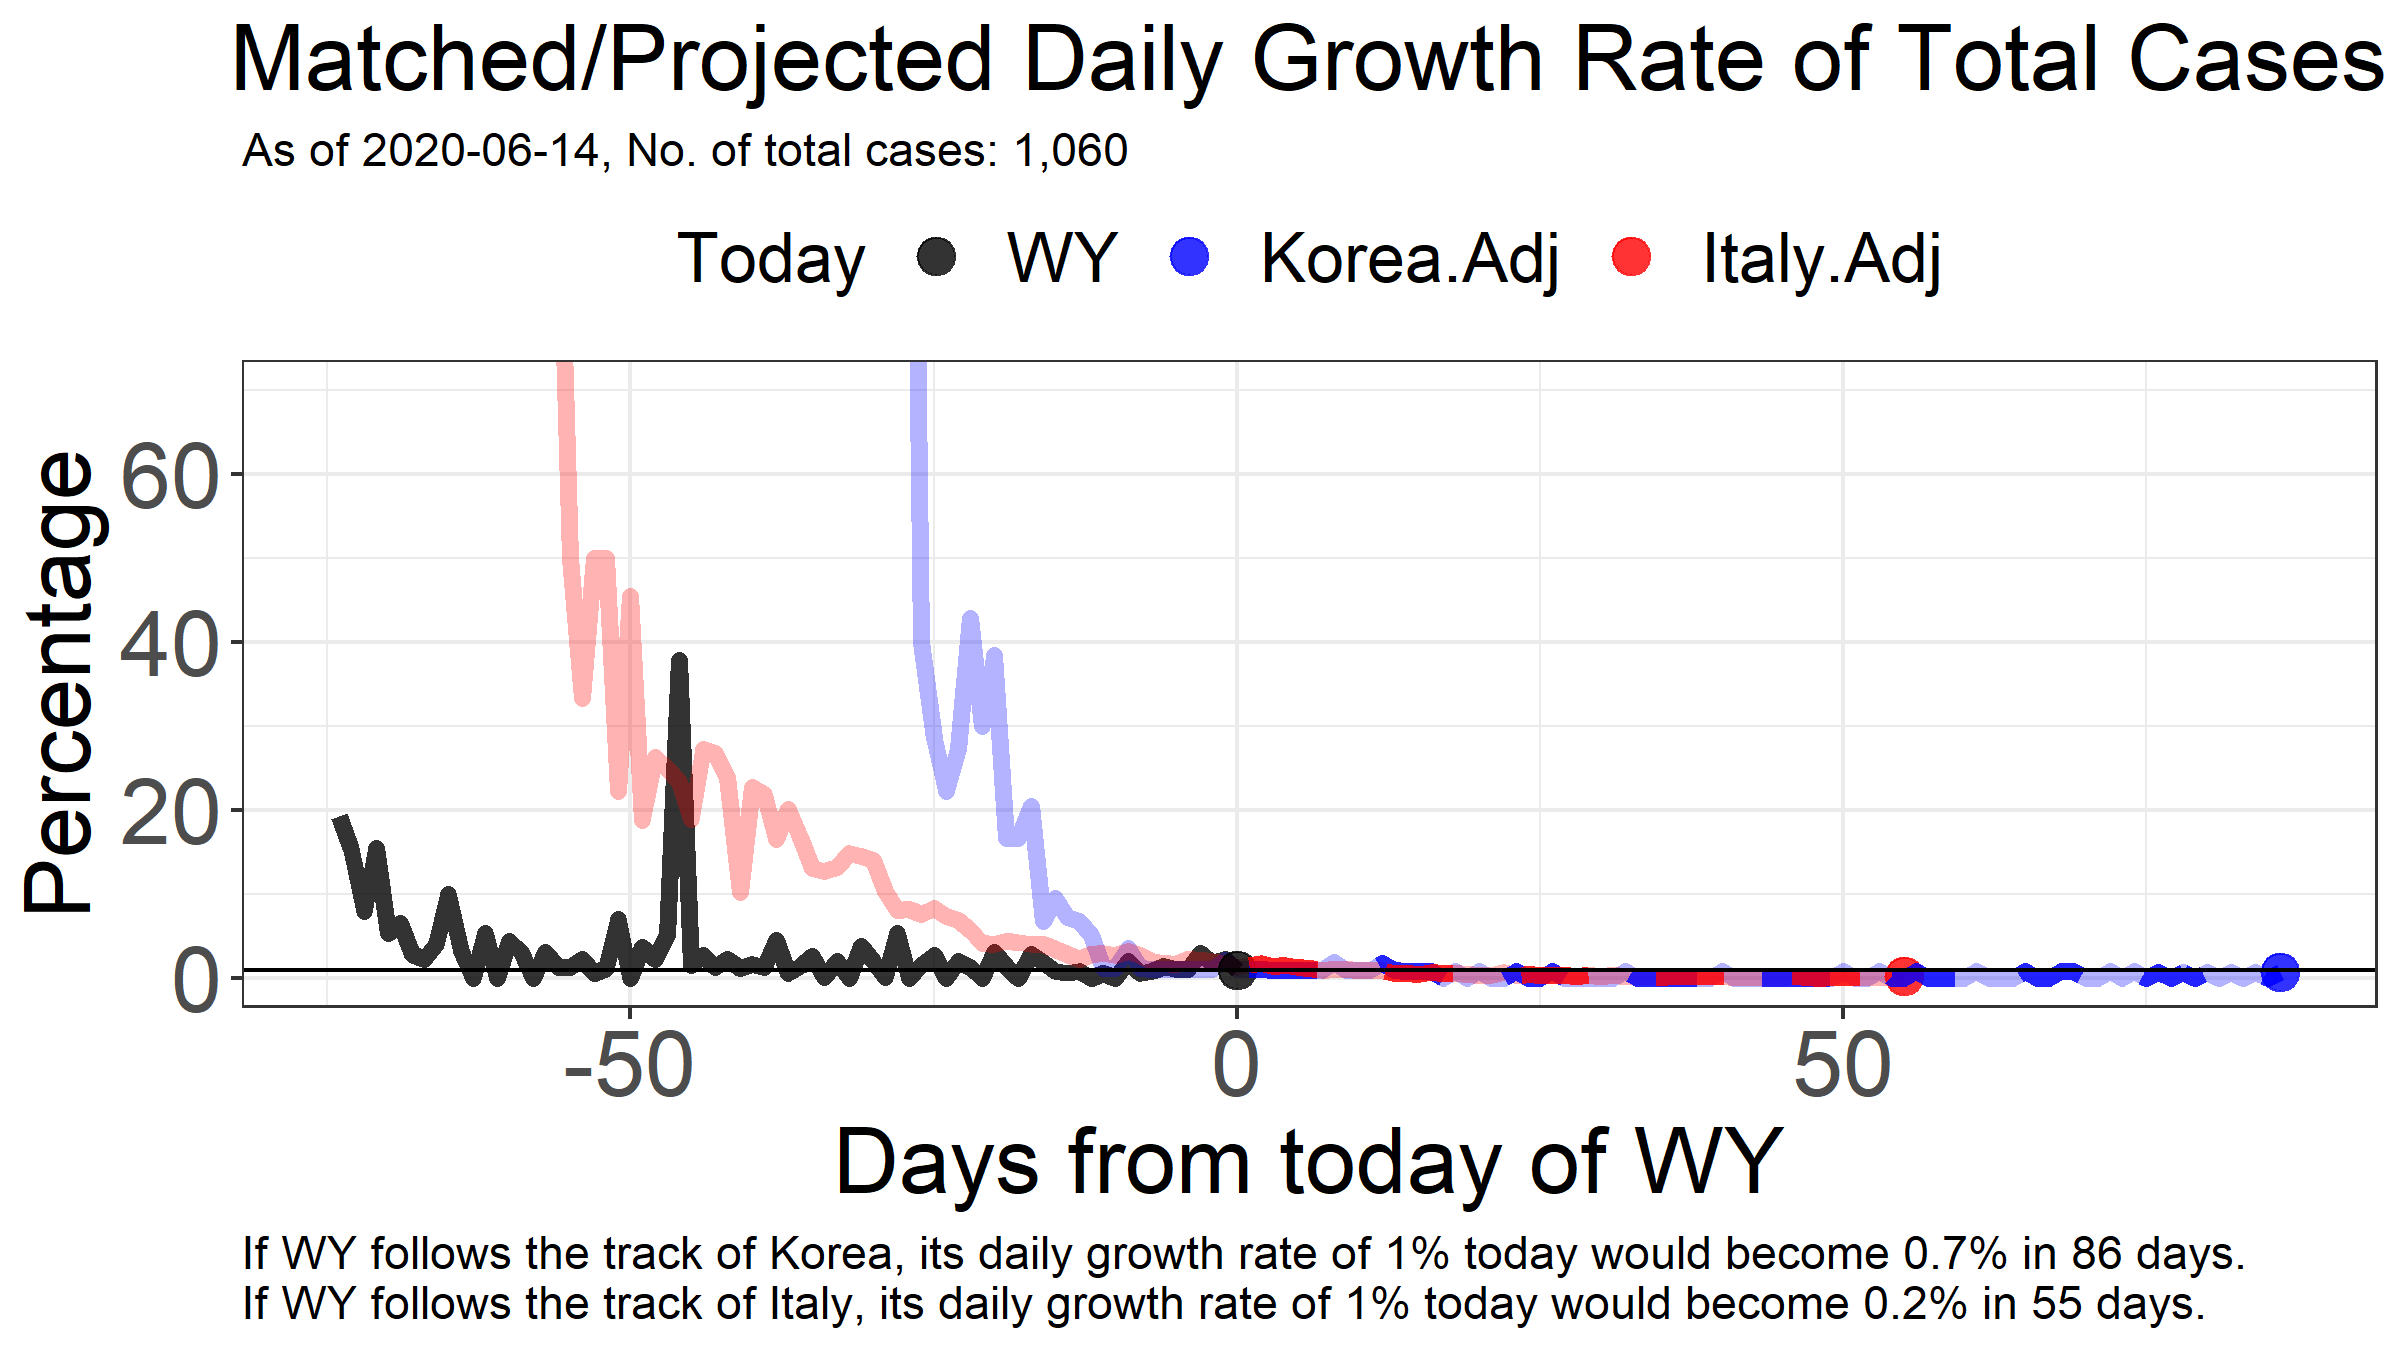 Matched/Projected Daily Growth Rate of Total Cases
As of 2020-06-14, No. of total cases: 1,060
Today WY Korea.Adj Italy.Adj
Percentage
60
40
20
0
-50 0 50
Days from today of WY
If WY follows the track of Korea, its daily growth rate of 1% today would become 0.7% in 86 days.
If WY follows the track of Italy, its daily growth rate of 1% today would become 0.2% in 55 days.